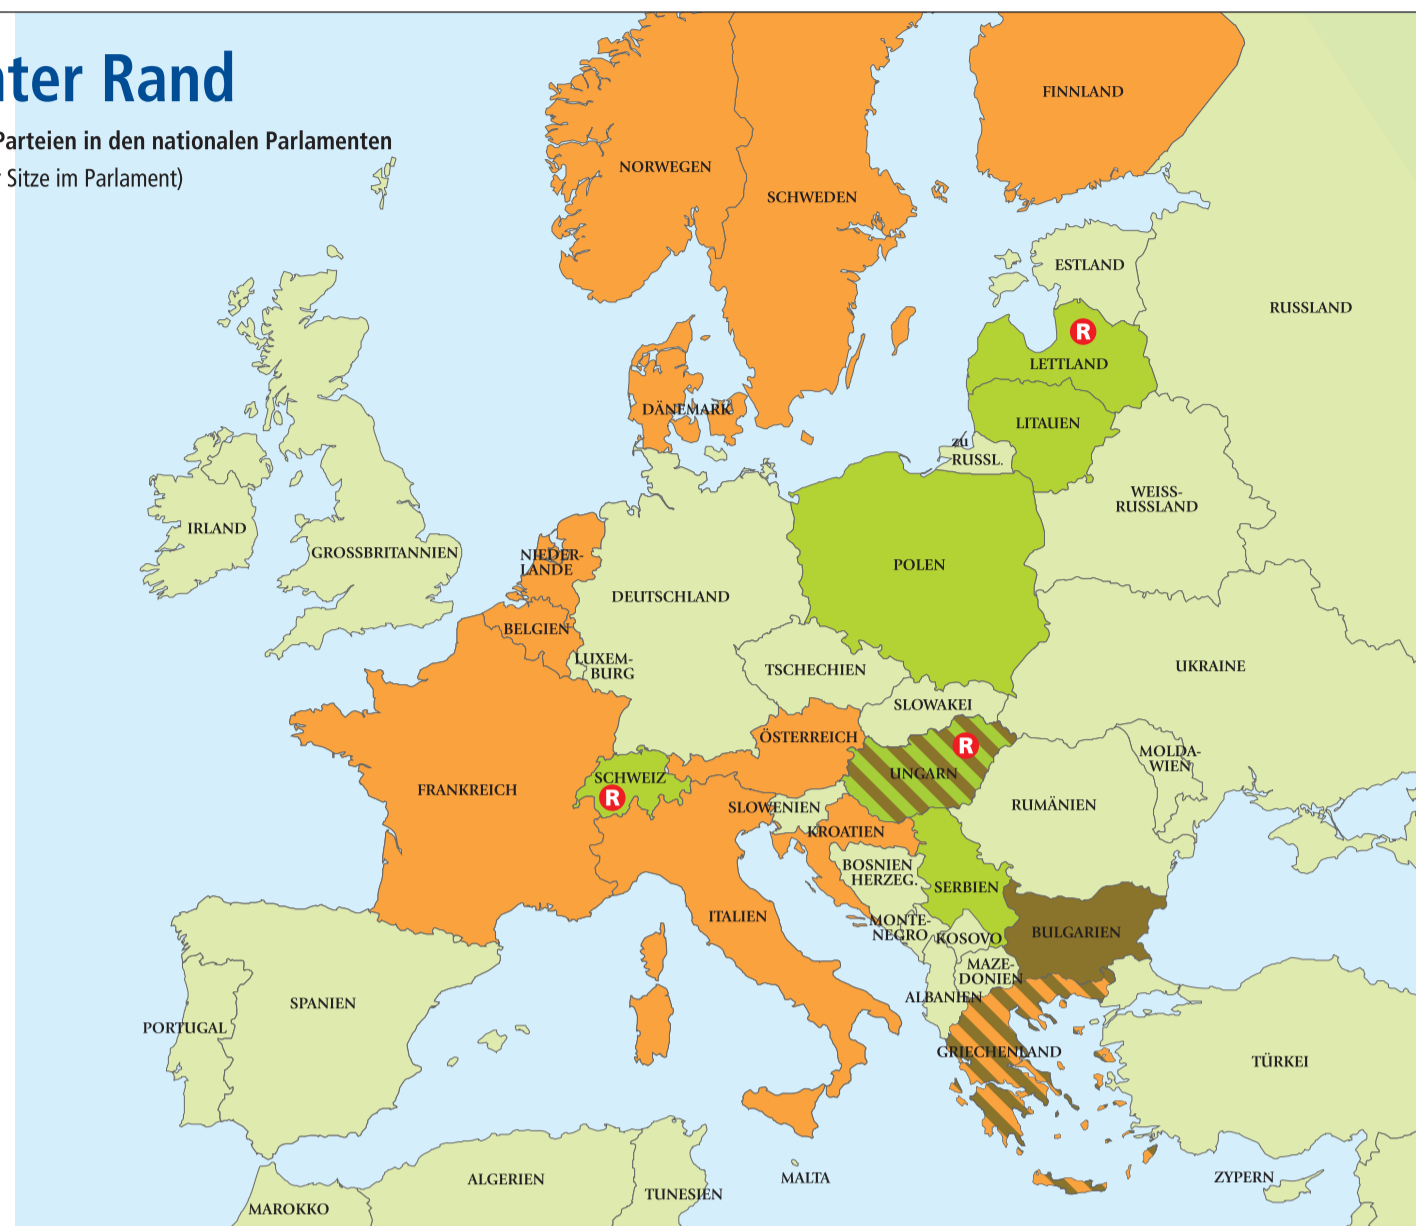 nter Rand
Parteien in den nationalen Parlamenten
Sitze im Parlament)
FINNLAND
NORWEGEN
SCHWEDEN
ESTLAND
RUSSLAND
R
LETTLAND
DÄNEMARK
LITAUEN
zu
RUSSL.
WEISS-
RUSSLAND
IRLAND
GROSSBRITANNIEN
NIEDER-
LANDE
POLEN
DEUTSCHLAND
BELGIEN
LUXEM-
BURG
TSCHECHIEN
UKRAINE
SLOWAKEI
ÖSTERREICH
R
UNGARN
MOLDA-
WIEN
SCHWEIZ
R
FRANKREICH
SLOWENIEN
RUMÄNIEN
KROATIEN
BOSNIEN
HERZEG.
SERBIEN
ITALIEN
MONTE-
NEGRO
KOSOVO
BULGARIEN
MAZE-
DONIEN
ALBANIEN
SPANIEN
PORTUGAL
GRIECHENLAND
TÜRKEI
ALGERIEN
MALTA
ZYPERN
TUNESIEN
MAROKKO